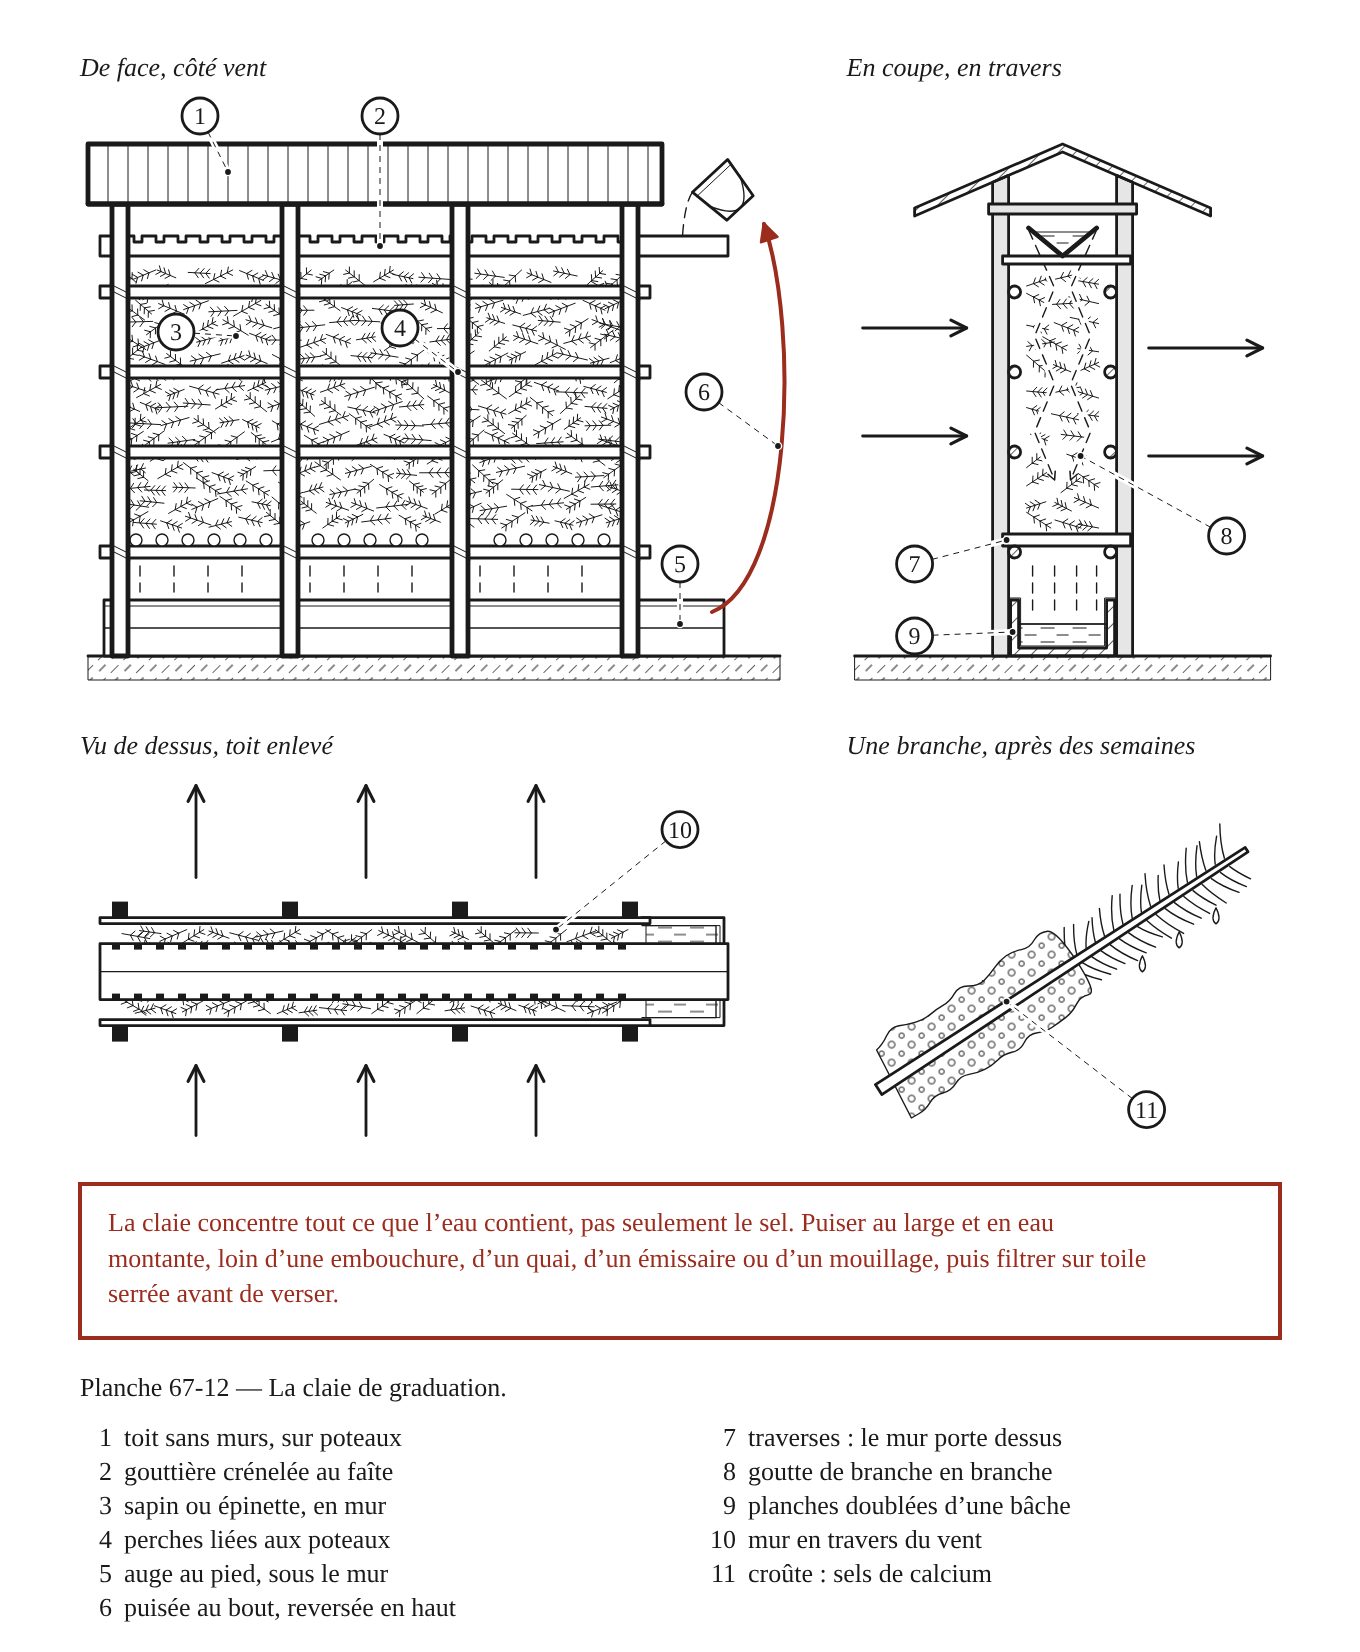 De face, côté vent
En coupe, en travers
1
2
3
4
5
6
7
8
9
Vu de dessus, toit enlevé
Une branche, après des semaines
10
11
La claie concentre tout ce que l’eau contient, pas seulement le sel. Puiser au large et en eau
montante, loin d’une embouchure, d’un quai, d’un émissaire ou d’un mouillage, puis filtrer sur toile
serrée avant de verser.
Planche 67-12 — La claie de graduation.
1 toit sans murs, sur poteaux
2 gouttière crénelée au faîte
3 sapin ou épinette, en mur
4 perches liées aux poteaux
5 auge au pied, sous le mur
6 puisée au bout, reversée en haut
7 traverses : le mur porte dessus
8 goutte de branche en branche
9 planches doublées d’une bâche
10 mur en travers du vent
11 croûte : sels de calcium